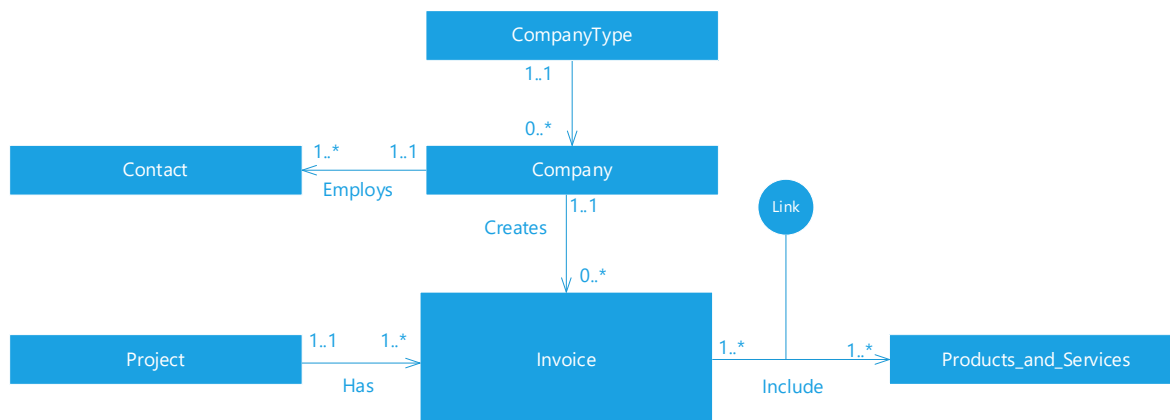 CompanyType
1..1
0..*
Contact
1..*
1..1
Company
Employs
1..1
Creates
Link
0..*
Project
1..1
1..*
Has
Invoice
1..*
1..*
Include
Products_and_Services